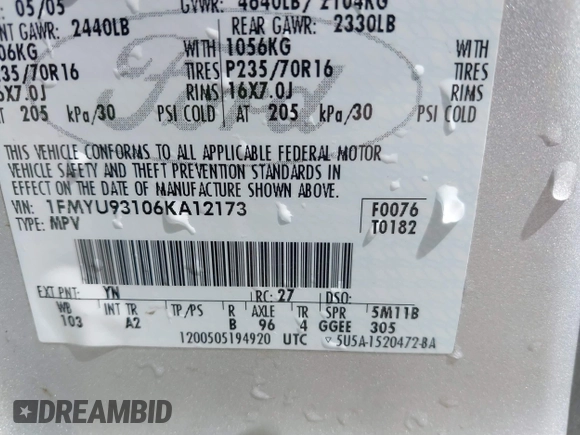 05/05 GVWR: 4640LB/ 2104KG
NT GAWR: 2440LB REAR GAWR: 2330LB
06KG WITH 1056KG WITH
P235/70R16 TIRES P235/70R16 TIRES
16X7.0J RIMS 16X7.0J RIMS
AT 205 kPa/30 PSI COLD AT 205 kPa/30 PSI COLD
Ford
THIS VEHICLE CONFORMS TO ALL APPLICABLE FEDERAL MOTOR
VEHICLE SAFETY AND THEFT PREVENTION STANDARDS IN
EFFECT ON THE DATE OF MANUFACTURE SHOWN ABOVE.
VIN: 1FMYU93106KA12173 F0076
TYPE: MPV T0182
EXT PNT: YN RC: 27 DSO:
WB INT TR TP/PS R AXLE TR SPR 5M11B
103 A2 B 96 4 GGEE 305
1200505194920 UTC 5U5A-1520472-BA
DREAMBID